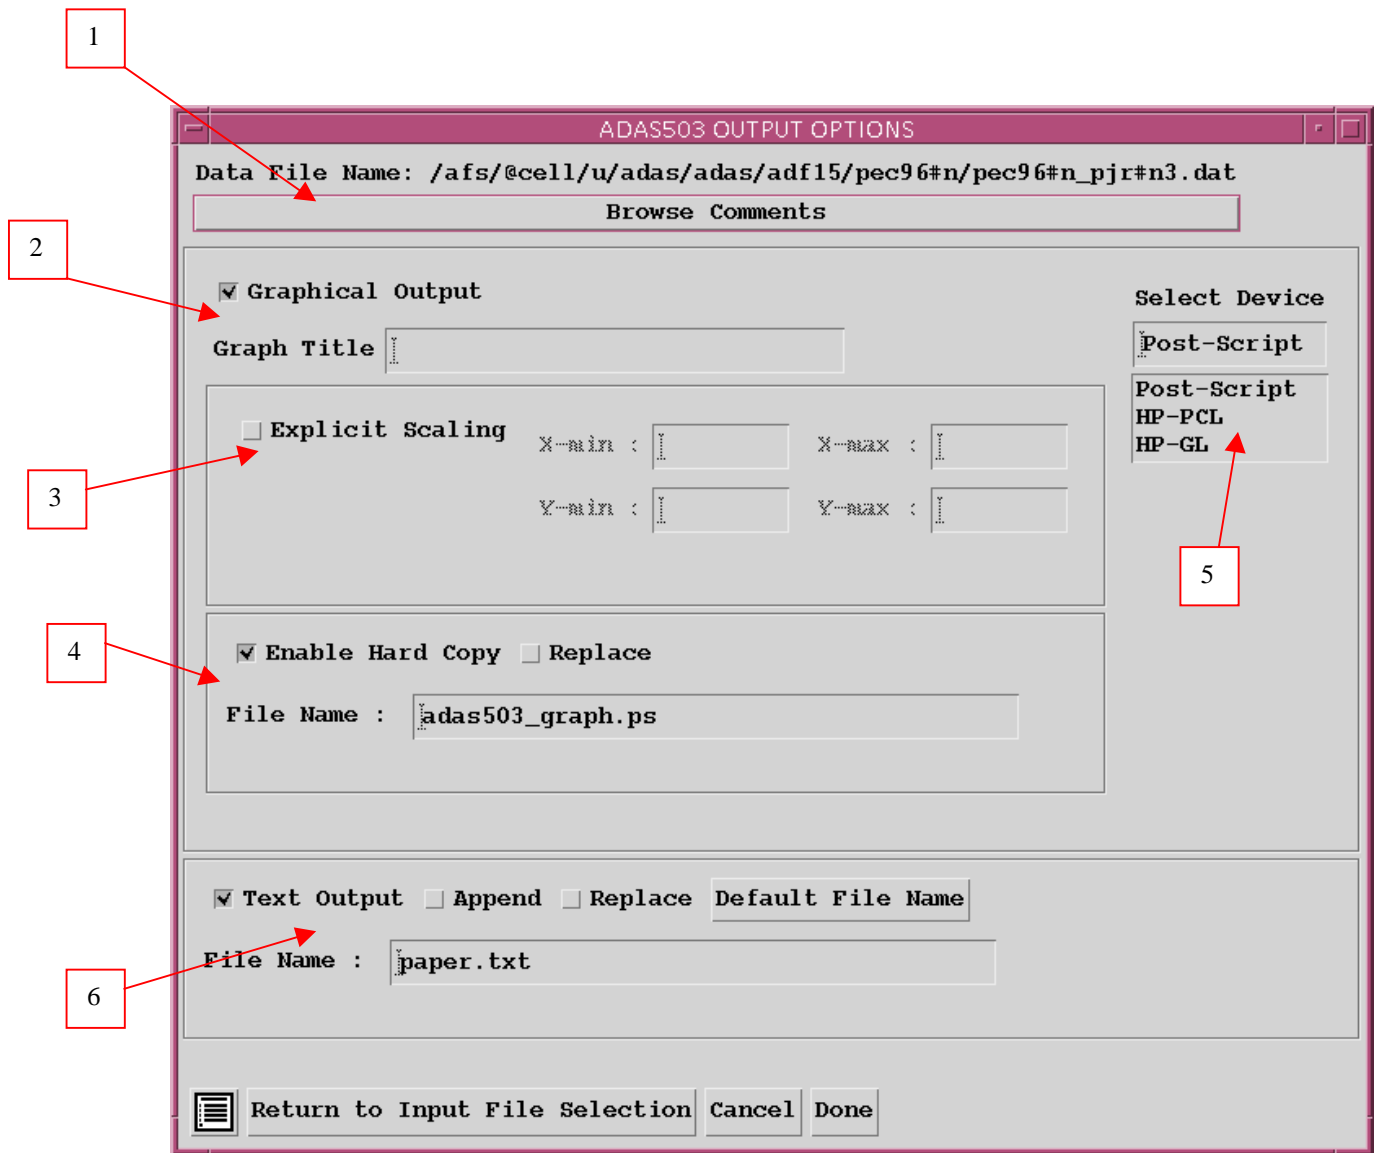 1
ADAS503 OUTPUT OPTIONS
Data File Name: /afs/@cell/u/adas/adas/adf15/pec96#n/pec96#n_pjr#n3.dat
Browse Comments
2
Graphical Output
Select Device
Graph Title
Post-Script
Post-Script
HP-PCL
HP-GL
3
Explicit Scaling
X-min :
X-max :
Y-min :
Y-max :
5
4
Enable Hard Copy
Replace
File Name :
adas503_graph.ps
Text Output
Append
Replace
Default File Name
File Name :
paper.txt
6
Return to Input File Selection
Cancel
Done